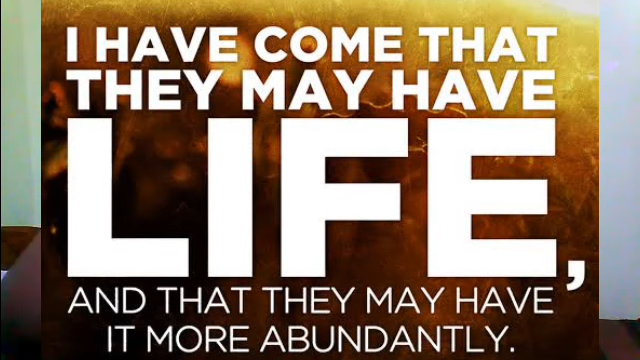 I HAVE COME THAT
THEY MAY HAVE
LIFE,
AND THAT THEY MAY HAVE
IT MORE ABUNDANTLY.